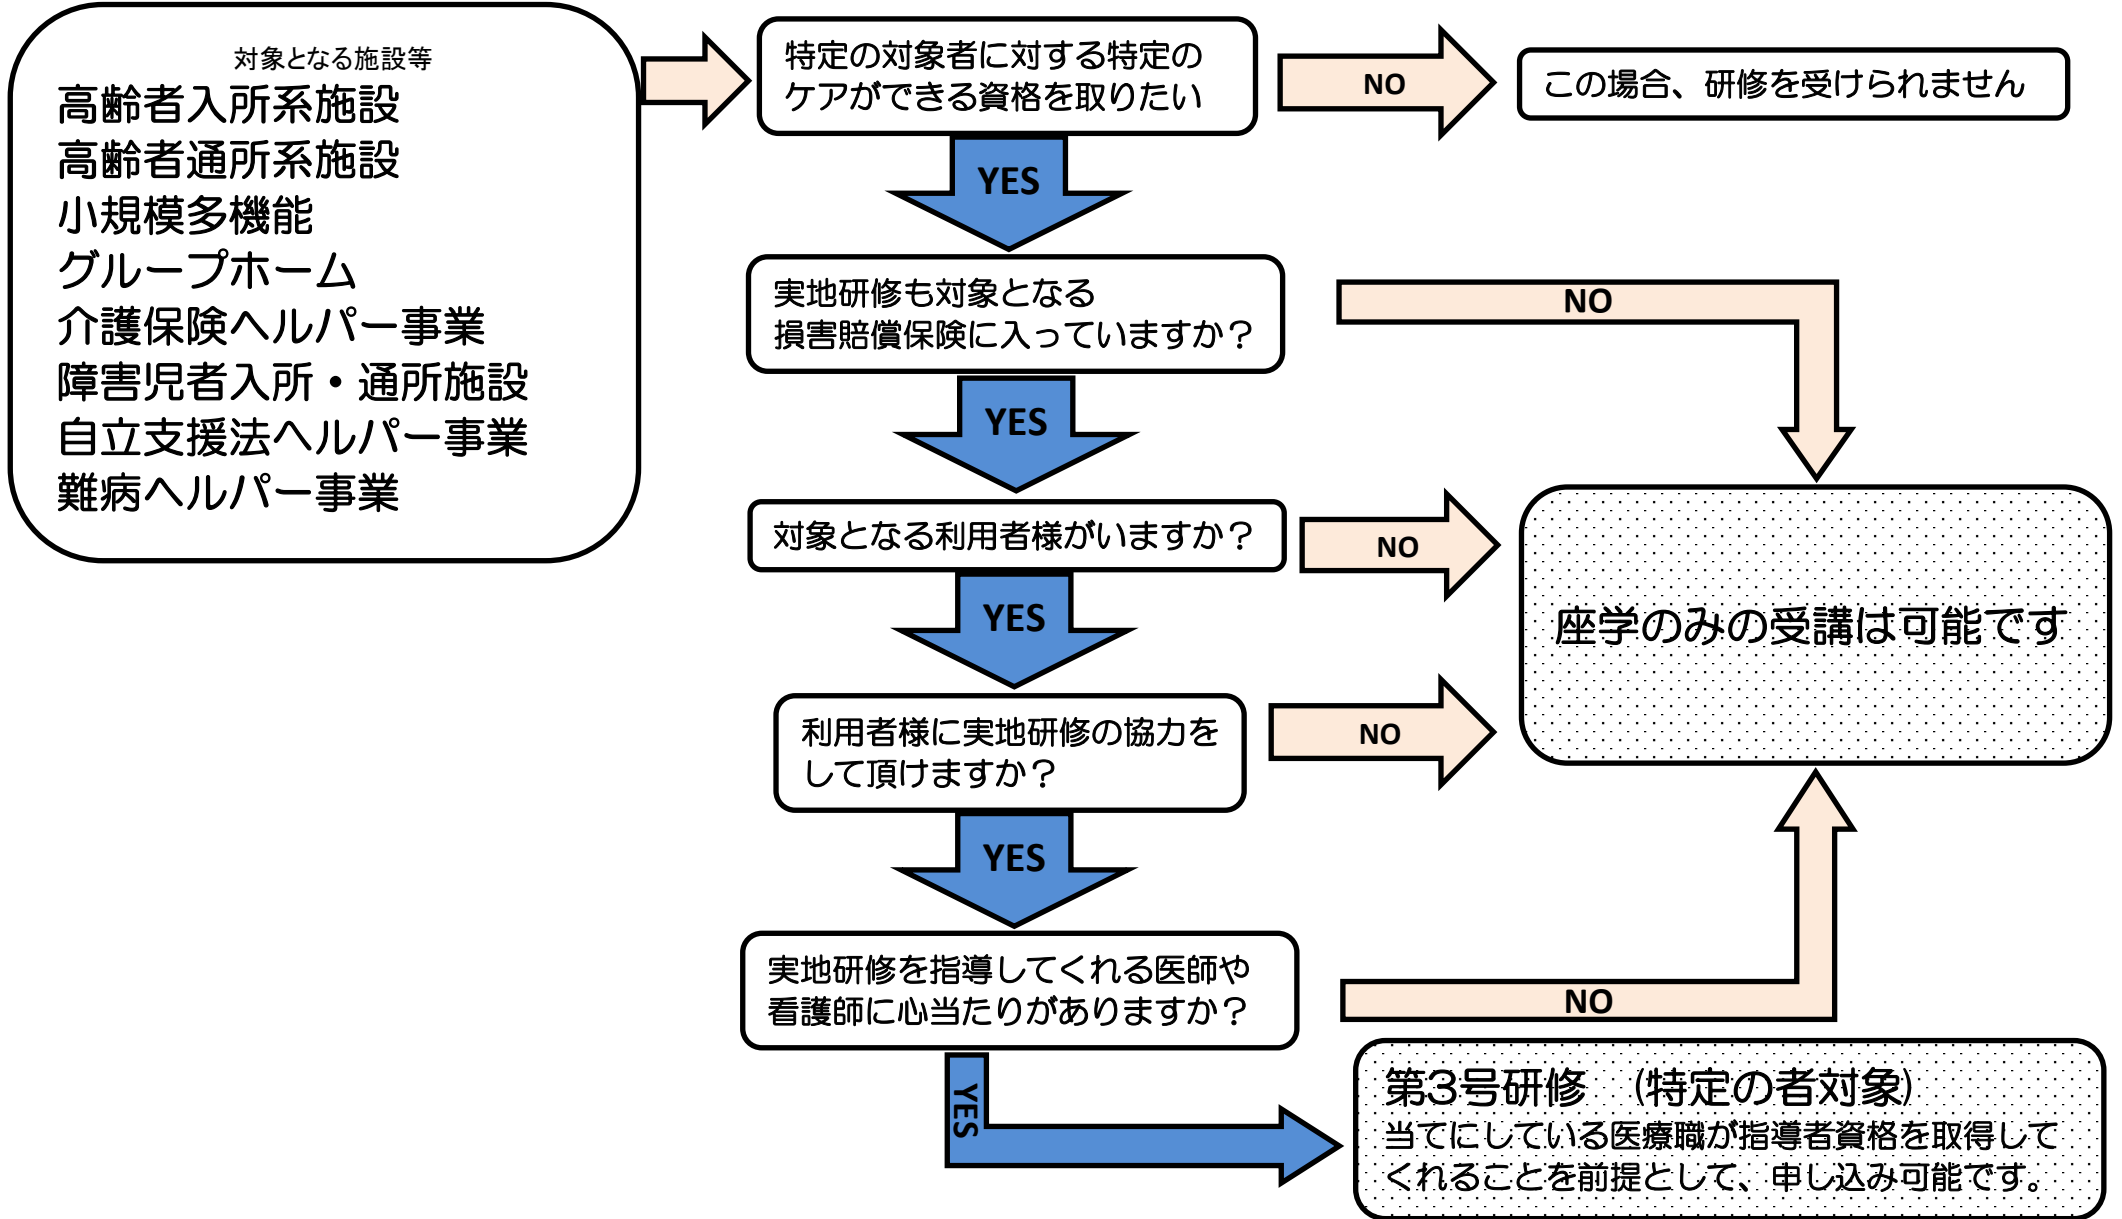 対象となる施設等
高齢者入所系施設
高齢者通所系施設
小規模多機能
グループホーム
介護保険ヘルパー事業
障害児者入所・通所施設
自立支援法ヘルパー事業
難病ヘルパー事業
特定の対象者に対する特定の
ケアができる資格を取りたい
NO
この場合、研修を受けられません
YES
実地研修も対象となる
損害賠償保険に入っていますか？
NO
YES
対象となる利用者様がいますか？
NO
YES
座学のみの受講は可能です
利用者様に実地研修の協力を
して頂けますか？
NO
YES
実地研修を指導してくれる医師や
看護師に心当たりがありますか？
NO
YES
第3号研修　(特定の者対象)
当てにしている医療職が指導者資格を取得して
くれることを前提として、申し込み可能です。